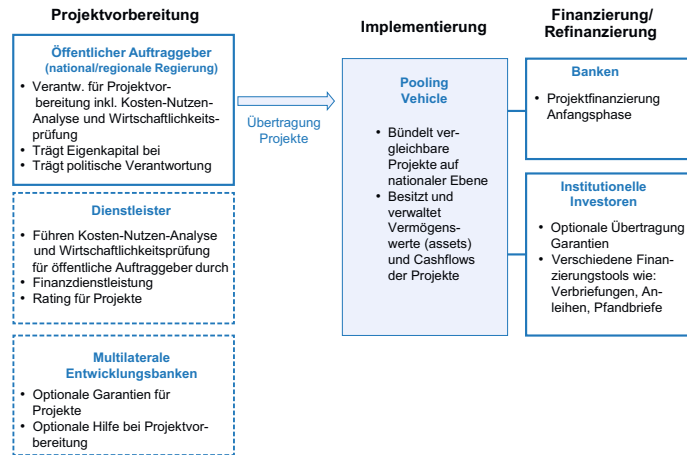 Projektvorbereitung
Öffentlicher Auftraggeber
(national/regionale Regierung)
• Verantw. für Projektvor-
bereitung inkl. Kosten-Nutzen-
Analyse und Wirtschaftlichkeits-
prüfung
• Trägt Eigenkapital bei
• Trägt politische Verantwortung
Dienstleister
• Führen Kosten-Nutzen-Analyse
und Wirtschaftlichkeitsprüfung
für öffentliche Auftraggeber durch
• Finanzdienstleistung
• Rating für Projekte
Multilaterale
Entwicklungsbanken
• Optionale Garantien für
Projekte
• Optionale Hilfe bei Projektvor-
bereitung
Übertragung
Projekte
Implementierung
Pooling
Vehicle
• Bündelt ver-
gleichbare
Projekte auf
nationaler Ebene
• Besitzt und
verwaltet
Vermögens-
werte (assets)
und Cashflows
der Projekte
Finanzierung/
Refinanzierung
Banken
• Projektfinanzierung
Anfangsphase
Institutionelle
Investoren
• Optionale Übertragung
Garantien
• Verschiedene Finan-
zierungstools wie:
Verbriefungen, An-
leihen, Pfandbriefe